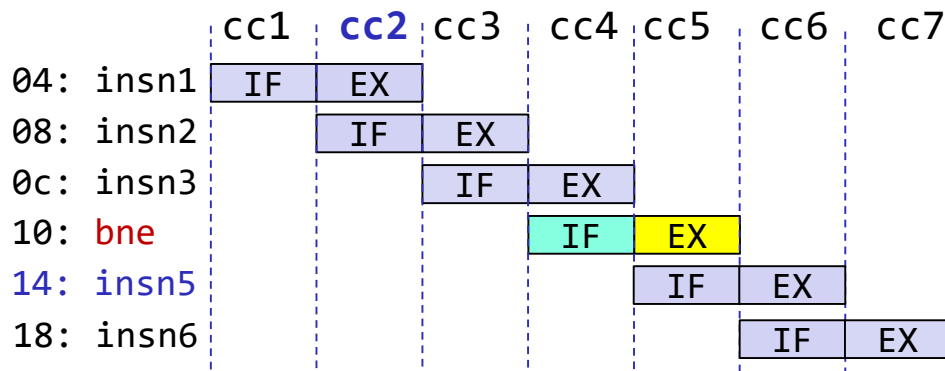 cc1 cc2 cc3 cc4 cc5 cc6 cc7
04: insn1 IF EX
08: insn2 IF EX
0c: insn3 IF EX
10: bne IF EX
14: insn5 IF EX
18: insn6 IF EX